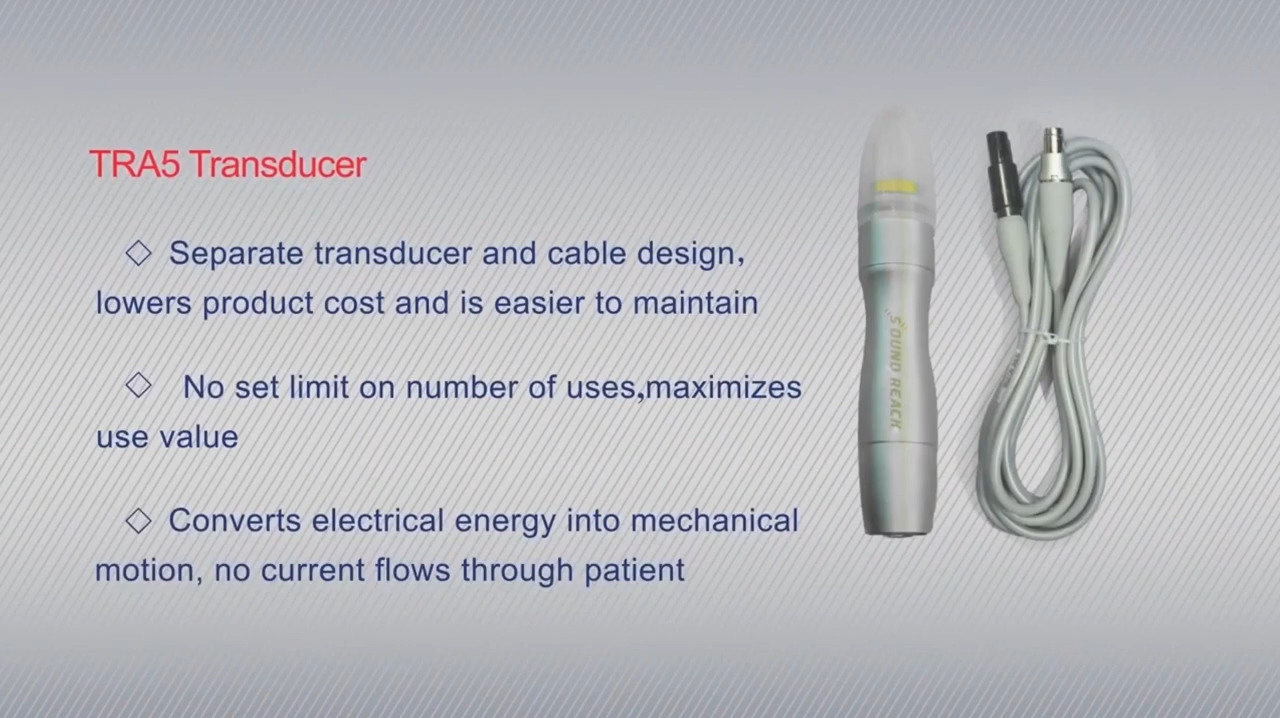 TRA5 Transducer
◇ Separate transducer and cable design,
lowers product cost and is easier to maintain
◇ No set limit on number of uses,maximizes
use value
◇ Converts electrical energy into mechanical
motion, no current flows through patient
SOUND REACH